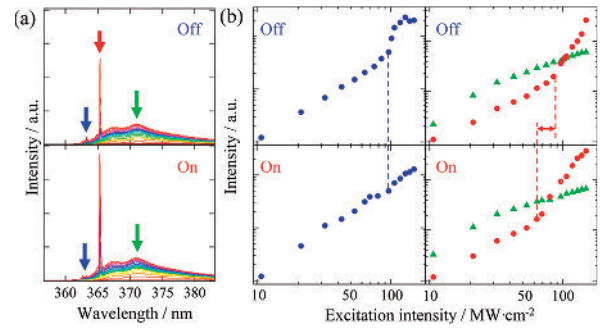 (a)
(b)
Off
Off
Off
On
On
On
Intensity / a.u.
Intensity / a.u.
360 365 370 375 380
10 50 100
10 50 100
Wavelength / nm
Excitation intensity / MW·cm-2